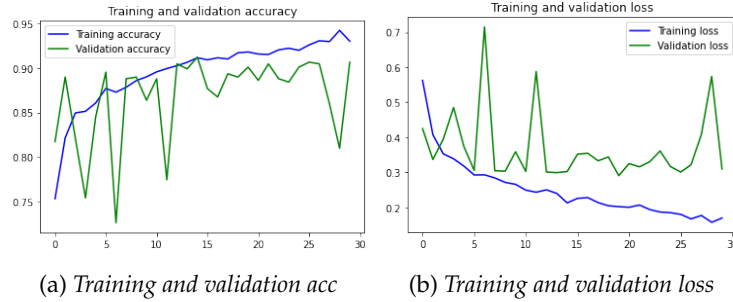 Training and validation accuracy
Training accuracy
Validation accuracy
0.95
0.90
0.85
0.80
0.75
0 5 10 15 20 25 30
(a) Training and validation acc
Training and validation loss
Training loss
Validation loss
0.7
0.6
0.5
0.4
0.3
0.2
0 5 10 15 20 25 30
(b) Training and validation loss